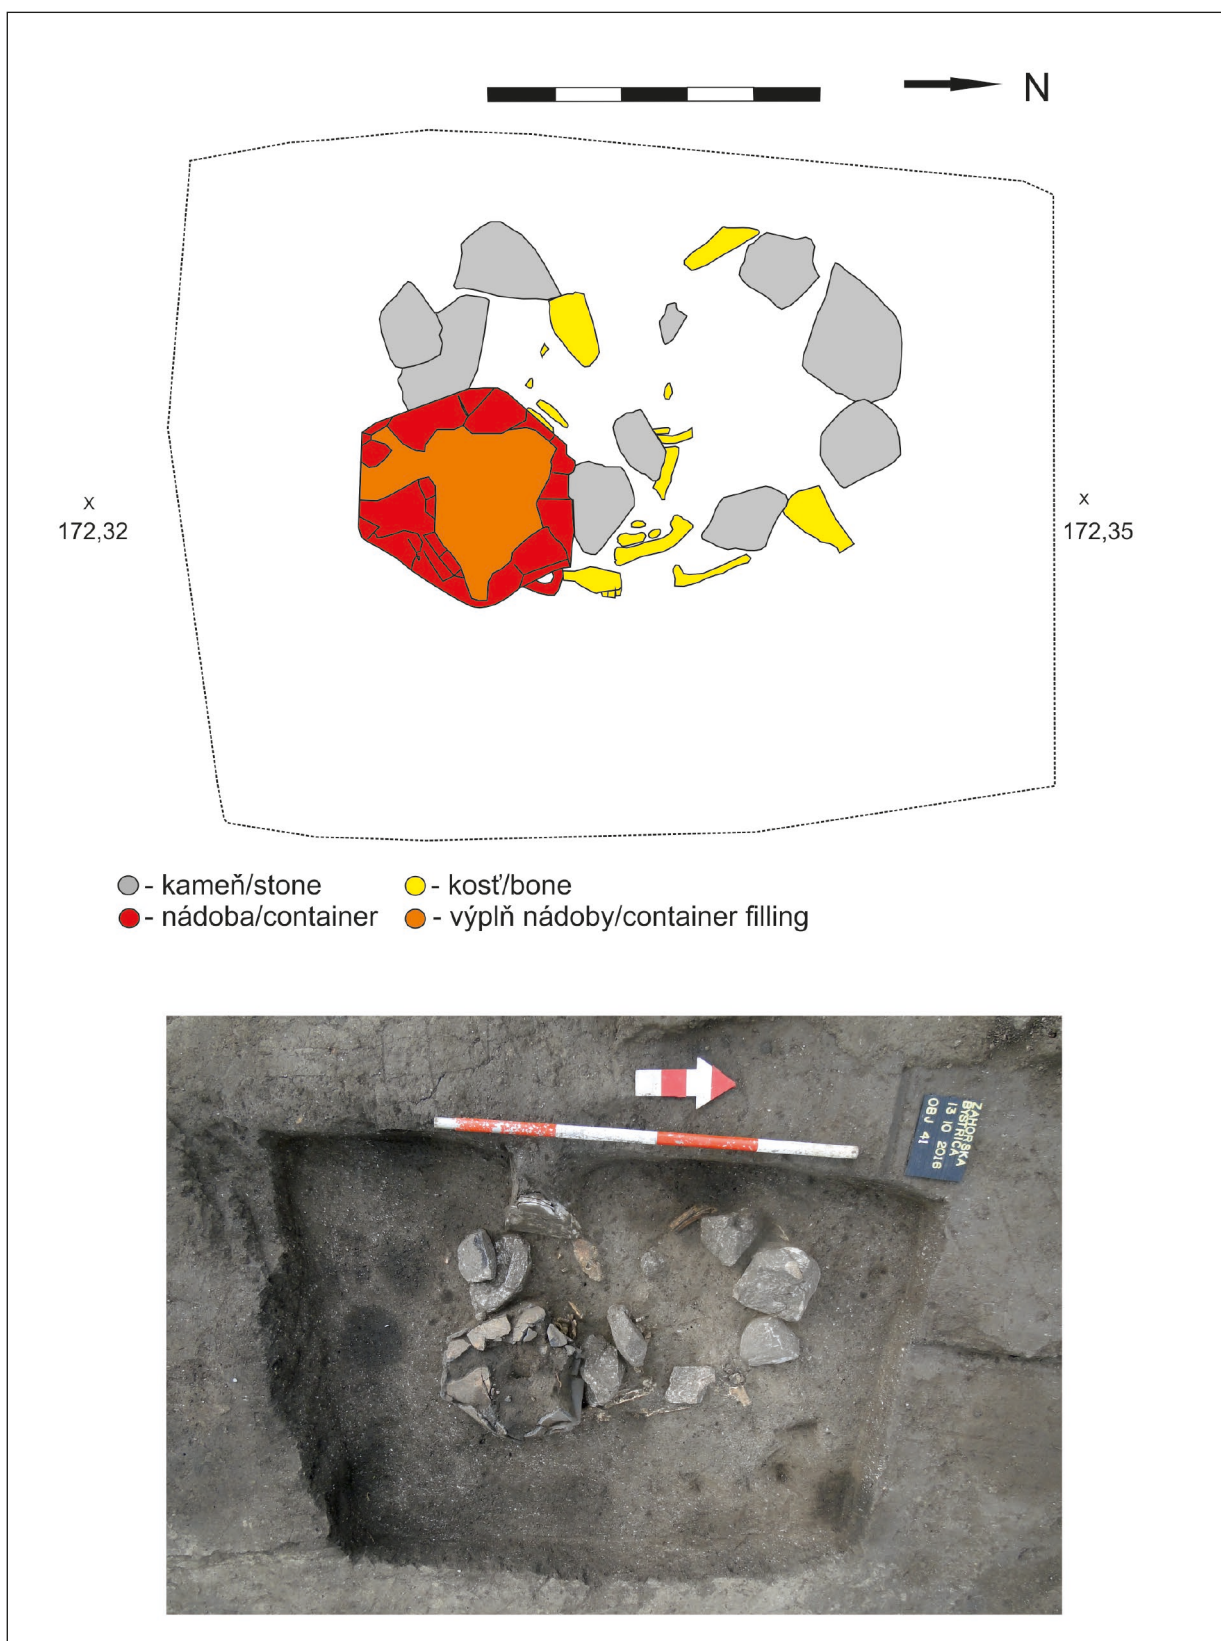 N
x
172,32
x
172,35
- kameň/stone
- kosť/bone
- nádoba/container
- výplň nádoby/container filling
ZAHORSKA
BYSTRICA
13 10 2016
OBJ 41